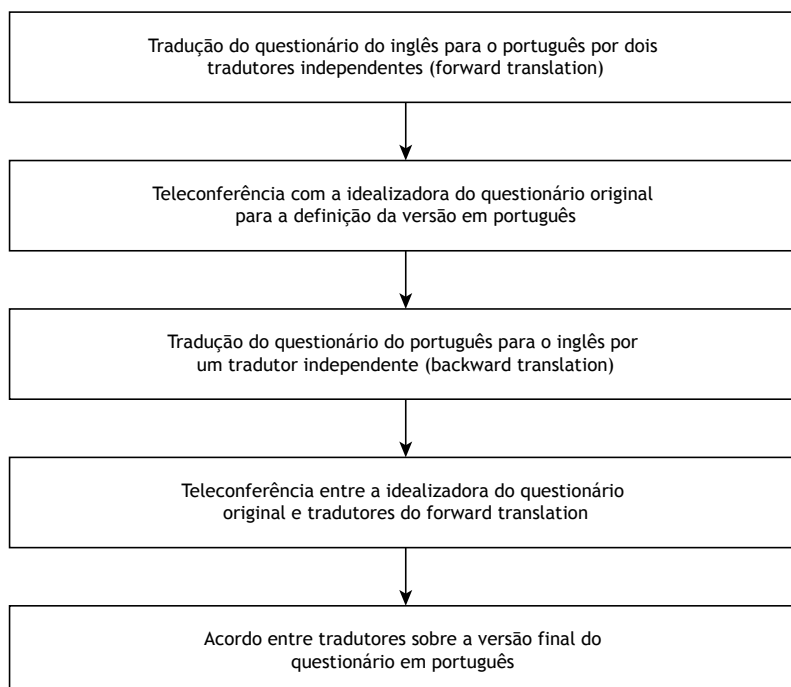 Tradução do questionário do inglês para o português por dois
tradutores independentes (forward translation)
Teleconferência com a idealizadora do questionário original
para a definição da versão em português
Tradução do questionário do português para o inglês por
um tradutor independente (backward translation)
Teleconferência entre a idealizadora do questionário
original e tradutores do forward translation
Acordo entre tradutores sobre a versão final do
questionário em português